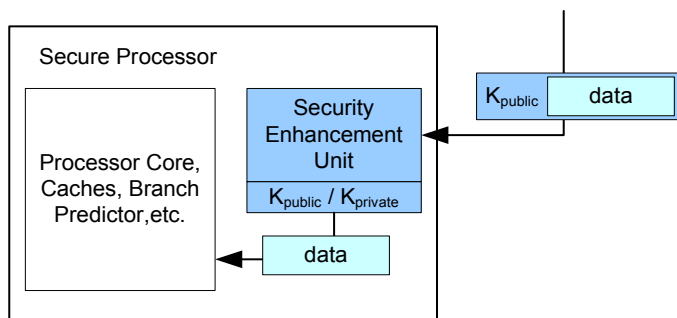 Secure Processor
Processor Core,
Caches, Branch
Predictor,etc.
Security
Enhancement
Unit
Kpublic / Kprivate
data
Kpublic
data